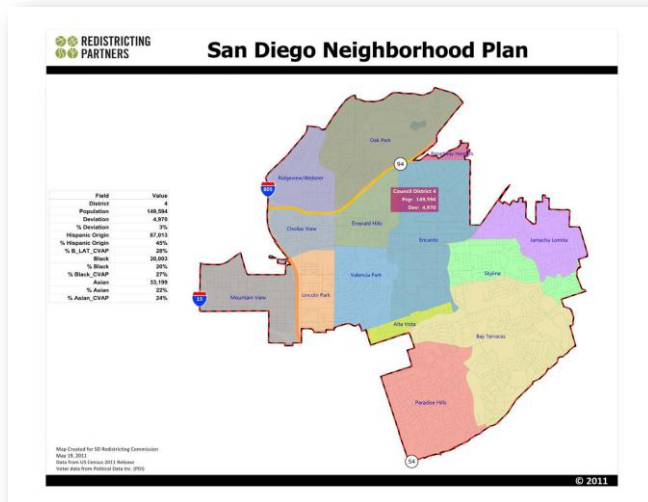 REDISTRICTING
PARTNERS
San Diego Neighborhood Plan
Oak Park
94
Ridgeview/Webster
805
Council District 4
Pop: 149,594
Dev: 4,970
Field Value
District 4
Population 149,594
Deviation 4,970
% Deviation 3%
Hispanic Origin 67,013
% Hispanic Origin 45%
% B_LAT_CVAP 28%
Black 30,003
% Black 20%
% Black_CVAP 27%
Asian 33,199
% Asian 22%
% Asian_CVAP 24%
Emerald Hills
Chollas View
Encanto
Jamacha Lomita
Skyline
Valencia Park
Lincoln Park
Mountain View
15
Alta Vista
Bay Terraces
Paradise Hills
54
Map Created for SD Redistricting Commission
May 19, 2011
Data from US Census 2011 Release
Voter data from Political Data Inc. (PDI)
© 2011